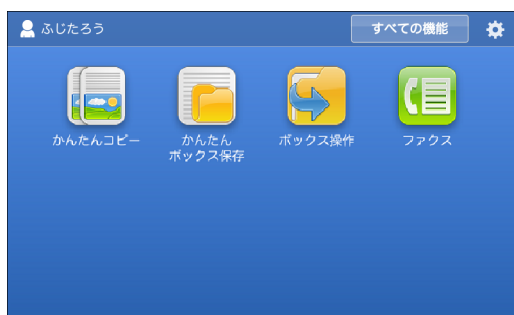 ふじたろう
すべての機能
かんたんコピー
かんたん
ボックス保存
ボックス操作
ファクス